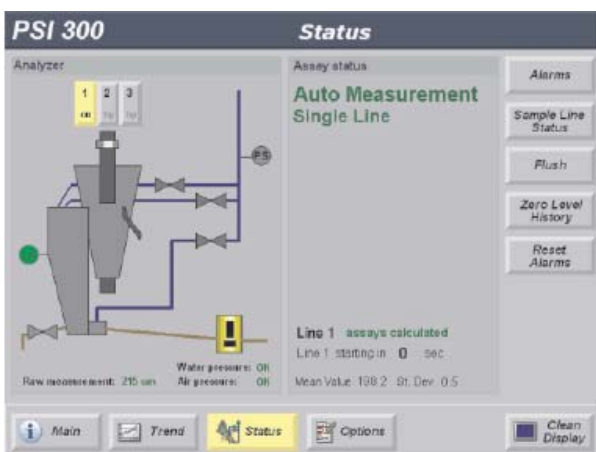 PSI 300 Status
Analyzer
1 2 3
on
PS
Water pressure: OK
Raw measurement: 215 um Air pressure: OK
Assay status
Auto Measurement
Single Line
Line 1 assays calculated
Line 1 starting in 0 sec
Mean Value 198.2 St. Dev 0.5
Alarms
Sample Line
Status
Flush
Zero Level
History
Reset
Alarms
Main Trend Status Options
Clean
Display